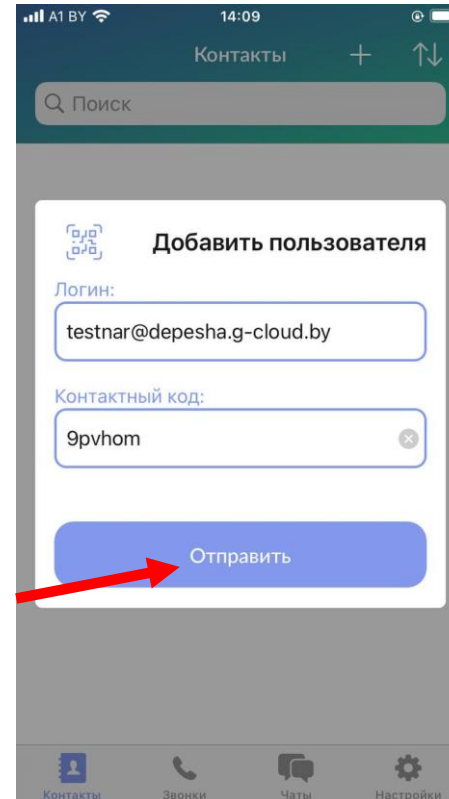 A1 BY 14:09
Контакты
Поиск
Добавить пользователя
Логин:
testnar@depesha.g-cloud.by
Контактный код:
9pvhom
Отправить
Контакты Звонки Чаты Настройки